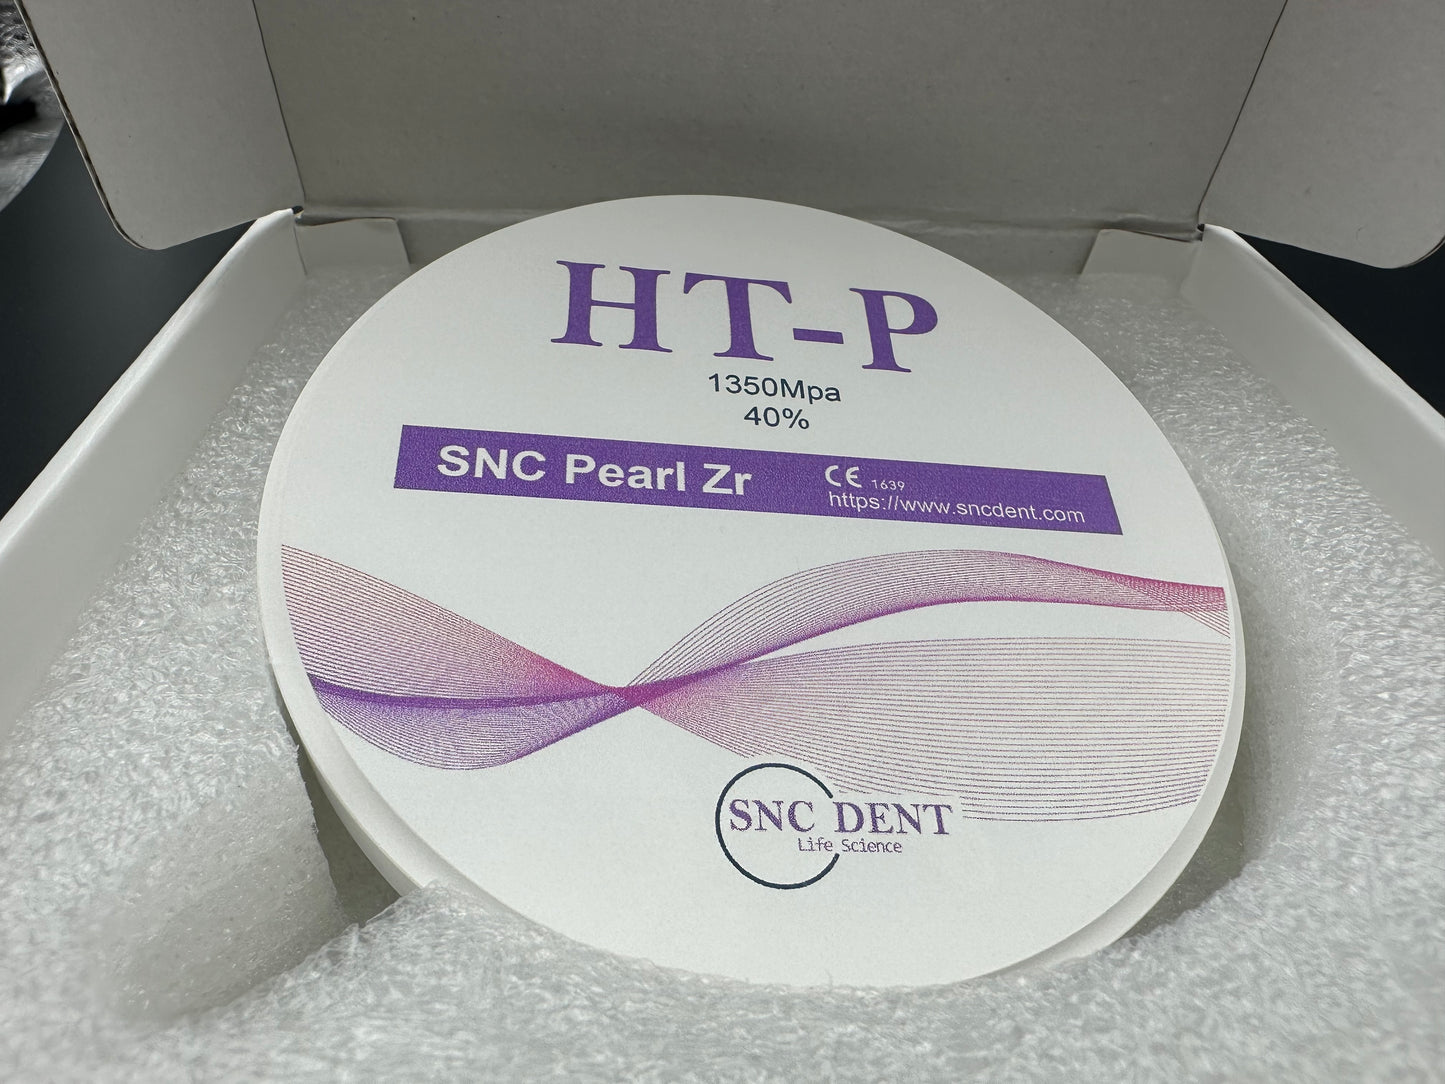 HT-P
1350Mpa
40%
SNC Pearl Zr
CE 1639
https://www.sncdent.com
SNC DENT
Life Science